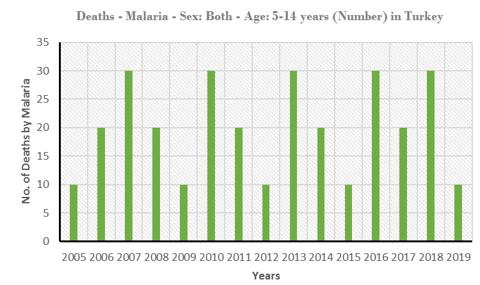 Deaths - Malaria - Sex: Both - Age: 5-14 years (Number) in Turkey
35
30
25
20
15
10
5
0
No. of Deaths by Malaria
2005 2006 2007 2008 2009 2010 2011 2012 2013 2014 2015 2016 2017 2018 2019
Years